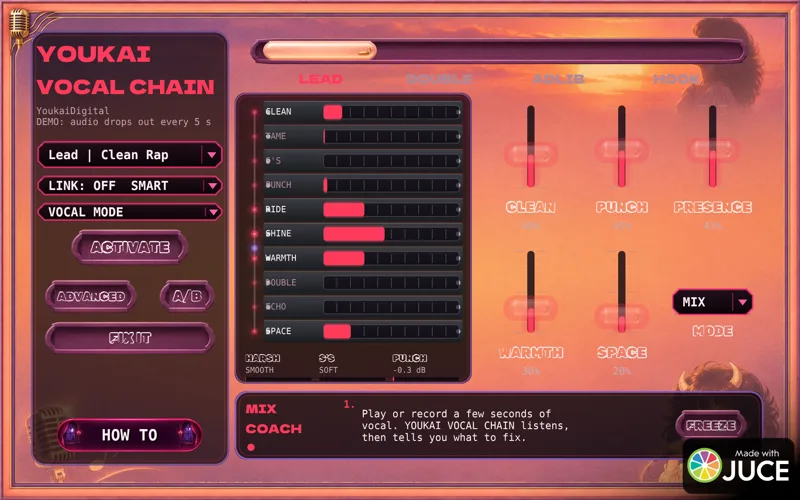 YOUKAI
VOCAL CHAIN
YoukaiDigital
DEMO: audio drops out every 5 s
Lead | Clean Rap
LINK: OFF SMART
VOCAL MODE
ACTIVATE
ADVANCED
A/B
FIX IT
HOW TO
LEAD
DOUBLE
ADLIB
HOOK
CLEAN
PUNCH
RIDE
SHINE
WARMTH
DOUBLE
ECHO
SPACE
HARSH
S'S
PUNCH
SMOOTH
SOFT
-0.3 dB
CLEAN
PUNCH
PRESENCE
WARMTH
SPACE
30%
20%
MIX
MODE
MIX
COACH
1.
Play or record a few seconds of
vocal. YOUKAI VOCAL CHAIN listens,
then tells you what to fix.
FREEZE
Made with
JUCE